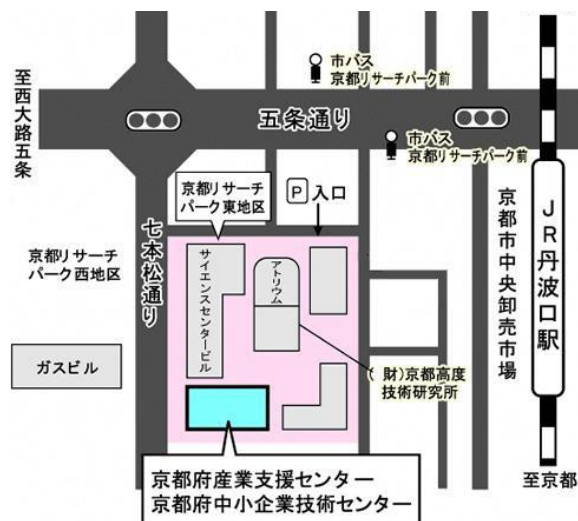 市バス
京都リサーチパーク前
至西大路五条
五条通り
市バス
京都リサーチパーク前
京都リサーチ
パーク東地区
P 入口
七本松通り
京都リサーチ
パーク西地区
サイエンスセンタービル
アトリウム
京都市中央卸売市場
JR丹波口駅
ガスビル
(財)京都高度
技術研究所
京都府産業支援センター
京都府中小企業技術センター
至京都